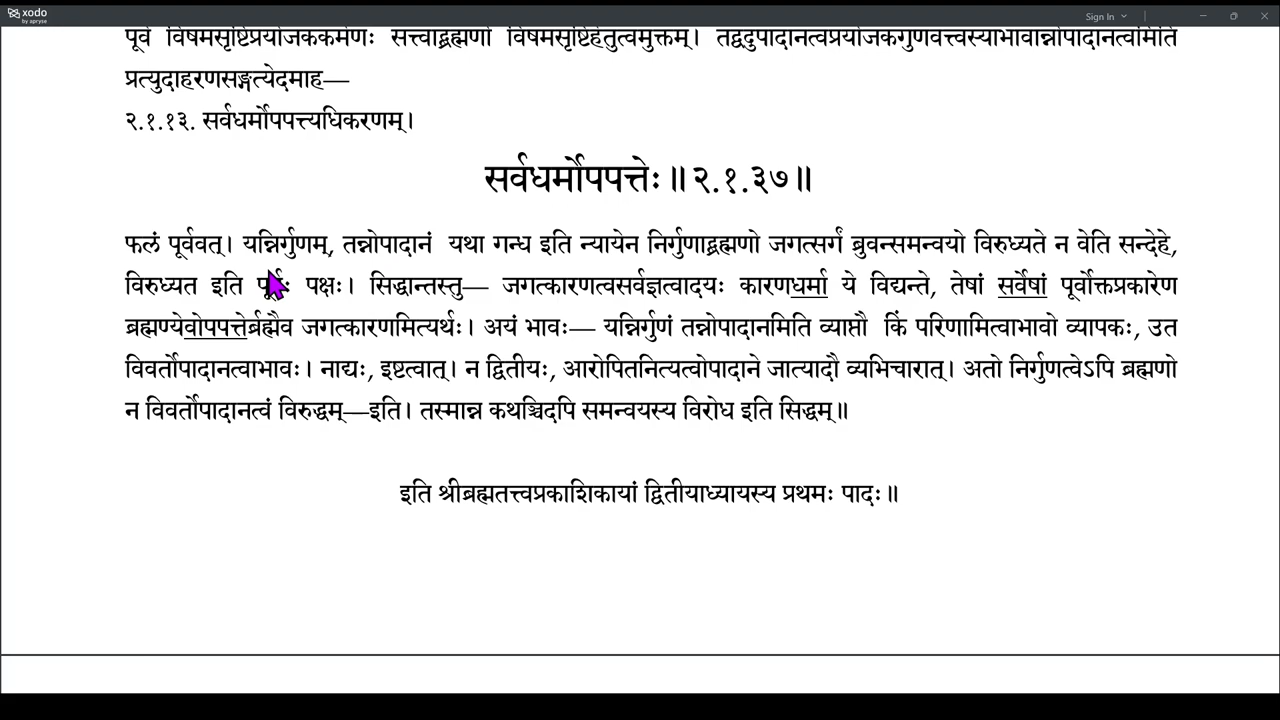 xodo
by apryse
Sign In
पूर्वं विषमसृष्टिप्रयोजककर्मणः सत्त्वाद्ब्रह्मणो विषमसृष्टिहेतुत्वमुक्तम्। तद्वदुपादानत्वप्रयोजकगुणवत्त्वस्याभावान्नोपादानत्वमिति
प्रत्युदाहरणसङ्गत्येदमाह—
२.१.१३. सर्वधर्मोपपत्त्यधिकरणम्।
सर्वधर्मोपपत्तेः॥२.१.३७॥
फलं पूर्ववत्। यन्निर्गुणम्, तन्नोपादानं यथा गन्ध इति न्यायेन निर्गुणाद्ब्रह्मणो जगत्सर्गं ब्रुवन्समन्वयो विरुध्यते न वेति सन्देहे,
विरुध्यत इति पूर्वः पक्षः। सिद्धान्तस्तु— जगत्कारणत्वसर्वज्ञत्वादयः कारणधर्मा ये विद्यन्ते, तेषां सर्वेषां पूर्वोक्तप्रकारेण
ब्रह्मण्येवोपपत्तेर्ब्रह्मैव जगत्कारणमित्यर्थः। अयं भावः— यन्निर्गुणं तन्नोपादानमिति व्याप्तौ किं परिणामित्वाभावो व्यापकः, उत
विवर्तोपादानत्वाभावः। नाद्यः, इष्टत्वात्। न द्वितीयः, आरोपितनित्यत्वोपादाने जात्यादौ व्यभिचारात्। अतो निर्गुणत्वेऽपि ब्रह्मणो
न विवर्तोपादानत्वं विरुद्धम्—इति। तस्मान्न कथञ्चिदपि समन्वयस्य विरोध इति सिद्धम्॥
इति श्रीब्रह्मतत्त्वप्रकाशिकायां द्वितीयाध्यायस्य प्रथमः पादः॥